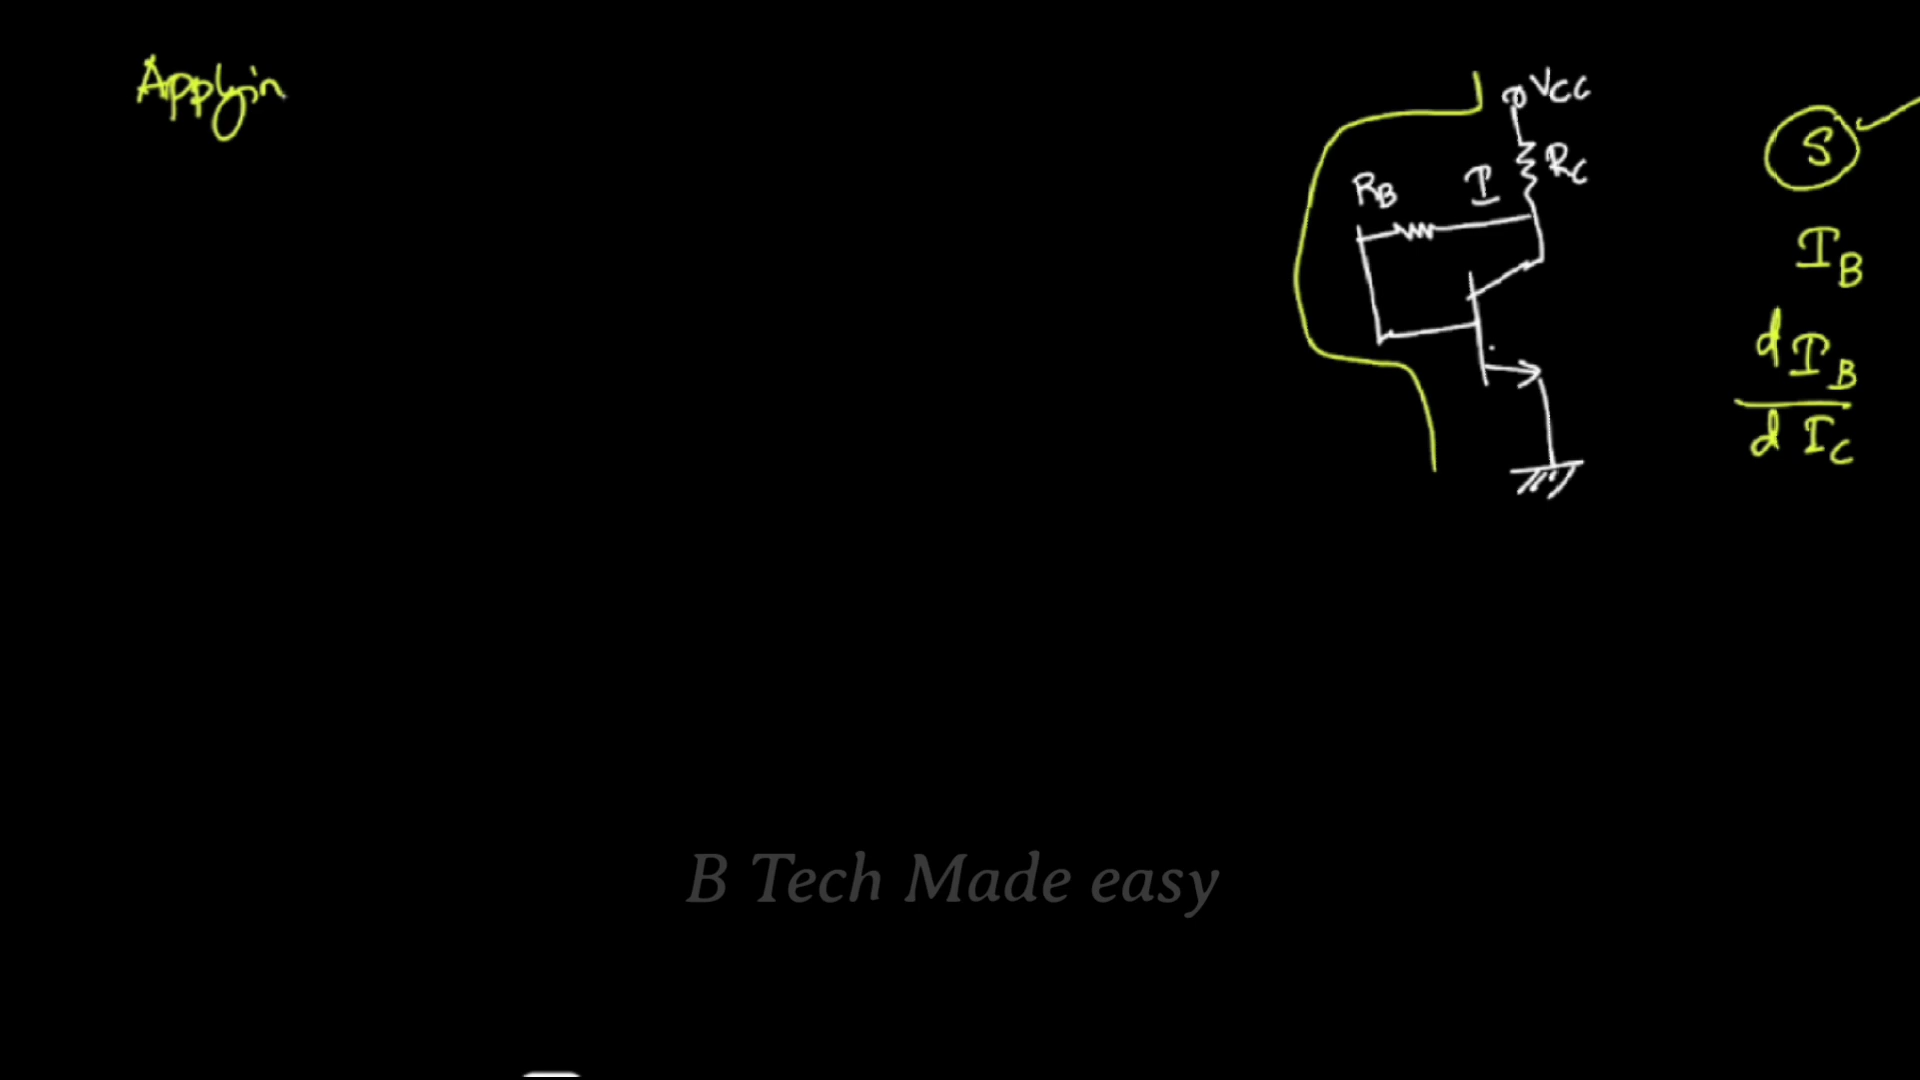 Applyin
VCC
RC
RB
I
S
IB
dIB
dIC
B Tech Made easy